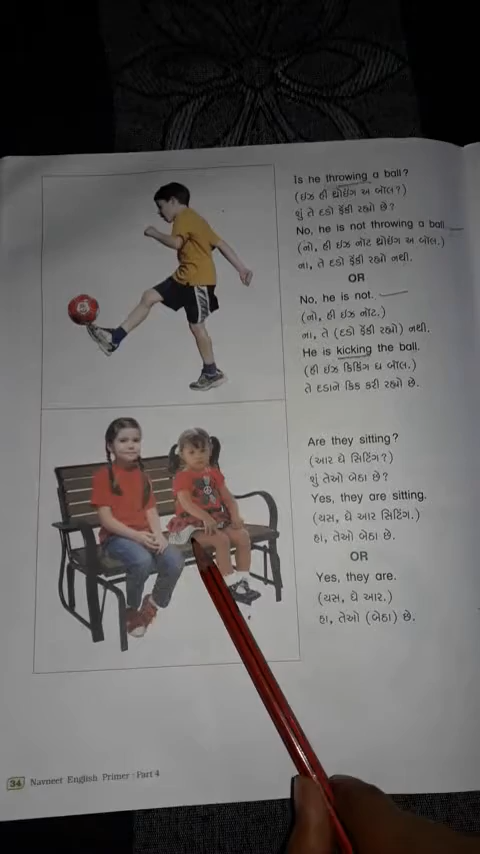 Is he throwing a ball?
(ઇઝ હી થ્રોઇંગ અ બૉલ?)
શું તે દડો ફેંકી રહ્યો છે?
No, he is not throwing a ball.
(નો, હી ઇઝ નૉટ થ્રોઇંગ અ બૉલ.)
ના, તે દડો ફેંકી રહ્યો નથી.
OR
No, he is not.
(નો, હી ઇઝ નૉટ.)
ના, તે (દડો ફેંકી રહ્યો) નથી.
He is kicking the ball.
(હી ઇઝ કિકિંગ ધ બૉલ.)
તે દડાને કિક કરી રહ્યો છે.
Are they sitting?
(આર ધે સિટિંગ?)
શું તેઓ બેઠા છે?
Yes, they are sitting.
(યસ, ધે આર સિટિંગ.)
હા, તેઓ બેઠા છે.
OR
Yes, they are.
(યસ, ધે આર.)
હા, તેઓ (બેઠા) છે.
34 Navneet English Primer : Part 4